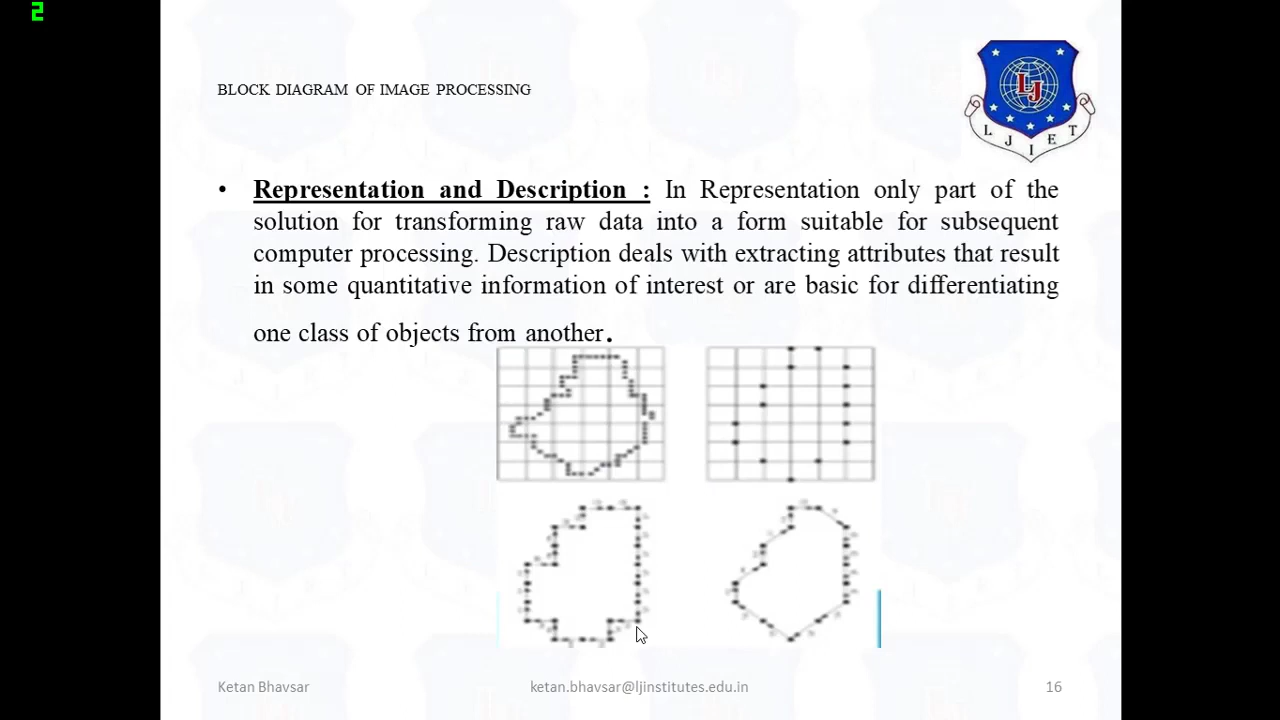 2
BLOCK DIAGRAM OF IMAGE PROCESSING
LJ
L J I E T
• Representation and Description : In Representation only part of the
solution for transforming raw data into a form suitable for subsequent
computer processing. Description deals with extracting attributes that result
in some quantitative information of interest or are basic for differentiating
one class of objects from another.
Ketan Bhavsar
ketan.bhavsar@ljinstitutes.edu.in
16